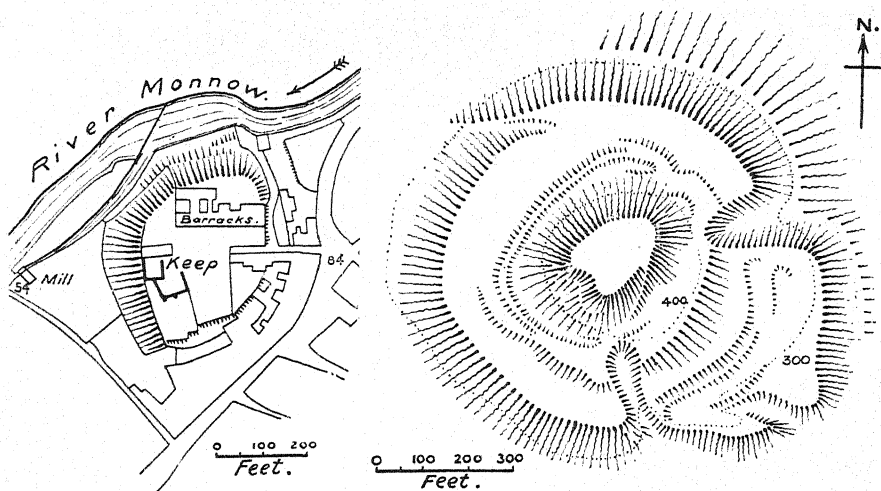 River Monnow.
Barracks.
Keep
84
Mill
54
0 100 200
Feet.
N.
400
300
0 100 200 300
Feet.